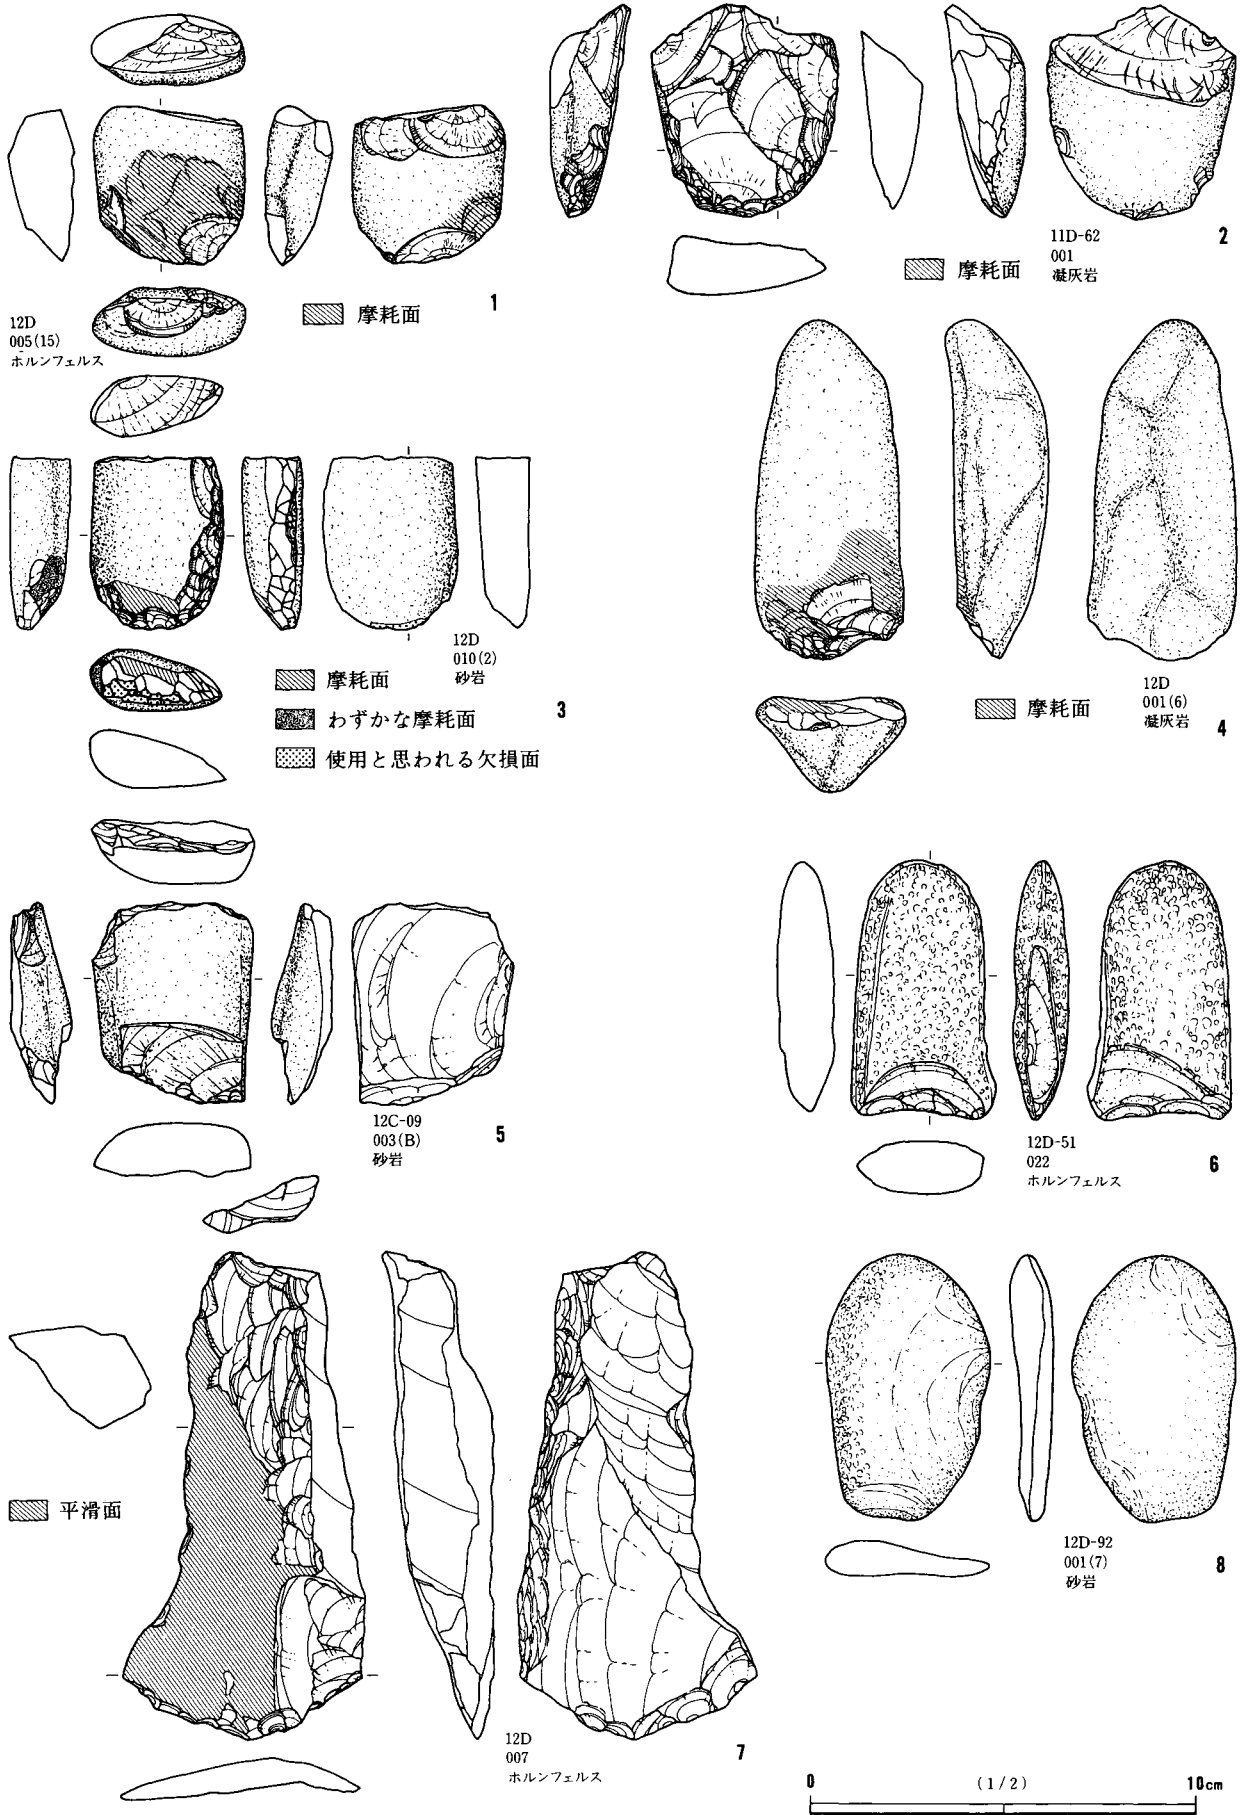 摩耗面
1
12D
005(15)
ホルンフェルス
摩耗面
11D-62
001
凝灰岩
2
摩耗面
わずかな摩耗面
使用と思われる欠損面
12D
010(2)
砂岩
3
摩耗面
12D
001(6)
凝灰岩
4
12C-09
003(B)
砂岩
5
12D-51
022
ホルンフェルス
6
平滑面
12D
007
ホルンフェルス
7
12D-92
001(7)
砂岩
8
0 (1/2) 10cm